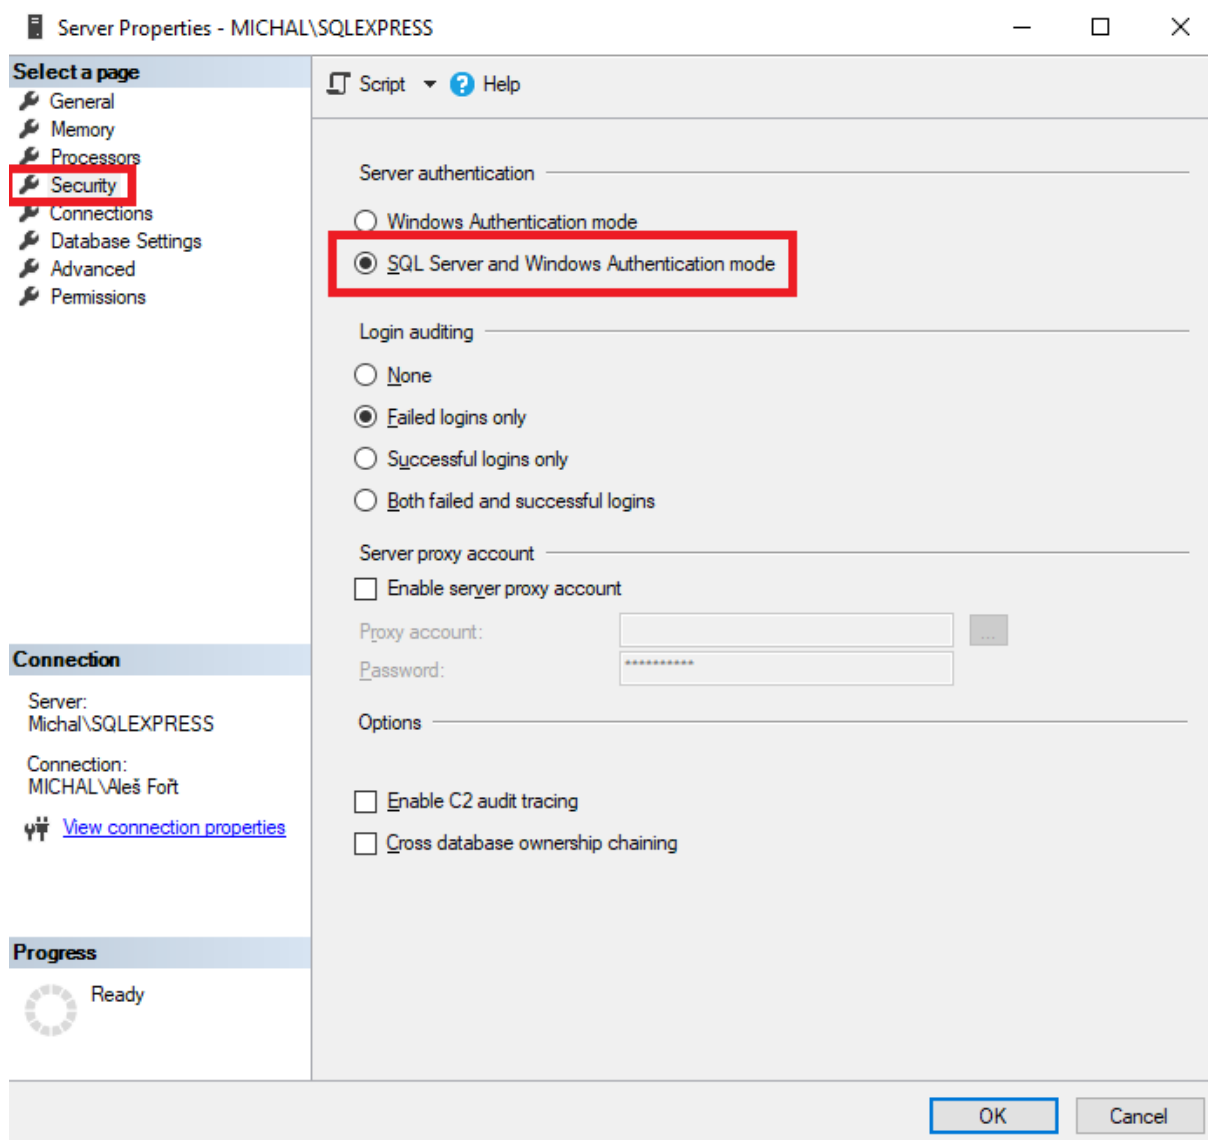 Server Properties - MICHAL\SQLEXPRESS
Select a page
General
Memory
Processors
Security
Connections
Database Settings
Advanced
Permissions
Connection
Server:
Michal\SQLEXPRESS
Connection:
MICHAL\Aleš Fořt
View connection properties
Progress
Ready
Script
Help
Server authentication
Windows Authentication mode
SQL Server and Windows Authentication mode
Login auditing
None
Failed logins only
Successful logins only
Both failed and successful logins
Server proxy account
Enable server proxy account
Proxy account:
...
Password: **********
Options
Enable C2 audit tracing
Cross database ownership chaining
OK Cancel